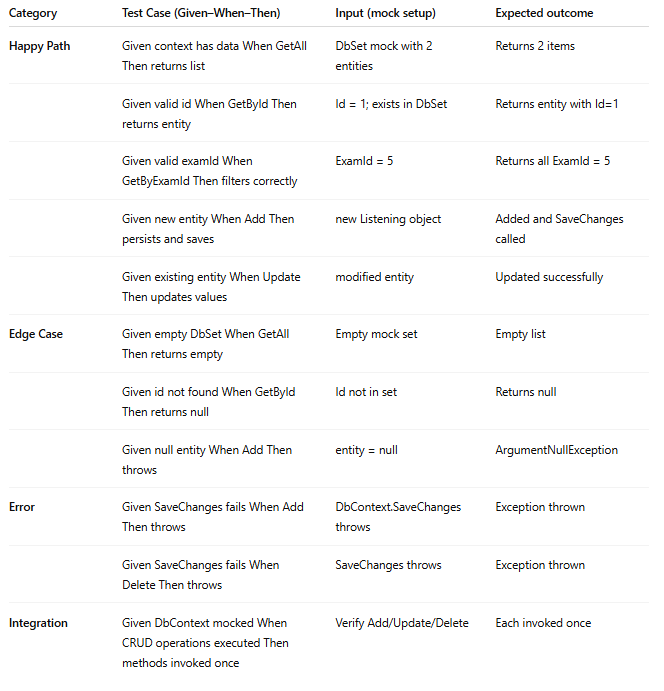 Category Test Case (Given–When–Then) Input (mock setup) Expected outcome
Happy Path Given context has data When GetAll DbSet mock with 2 Returns 2 items
Then returns list entities
Given valid id When GetById Then Id = 1; exists in DbSet Returns entity with Id=1
returns entity
Given valid examId When ExamId = 5 Returns all ExamId = 5
GetByExamId Then filters correctly
Given new entity When Add Then new Listening object Added and SaveChanges
persists and saves called
Given existing entity When Update modified entity Updated successfully
Then updates values
Edge Case Given empty DbSet When GetAll Empty mock set Empty list
Then returns empty
Given id not found When GetById Id not in set Returns null
Then returns null
Given null entity When Add Then entity = null ArgumentNullException
throws
Error Given SaveChanges fails When Add DbContext.SaveChanges Exception thrown
Then throws throws
Given SaveChanges fails When SaveChanges throws Exception thrown
Delete Then throws
Integration Given DbContext mocked When Verify Add/Update/Delete Each invoked once
CRUD operations executed Then
methods invoked once